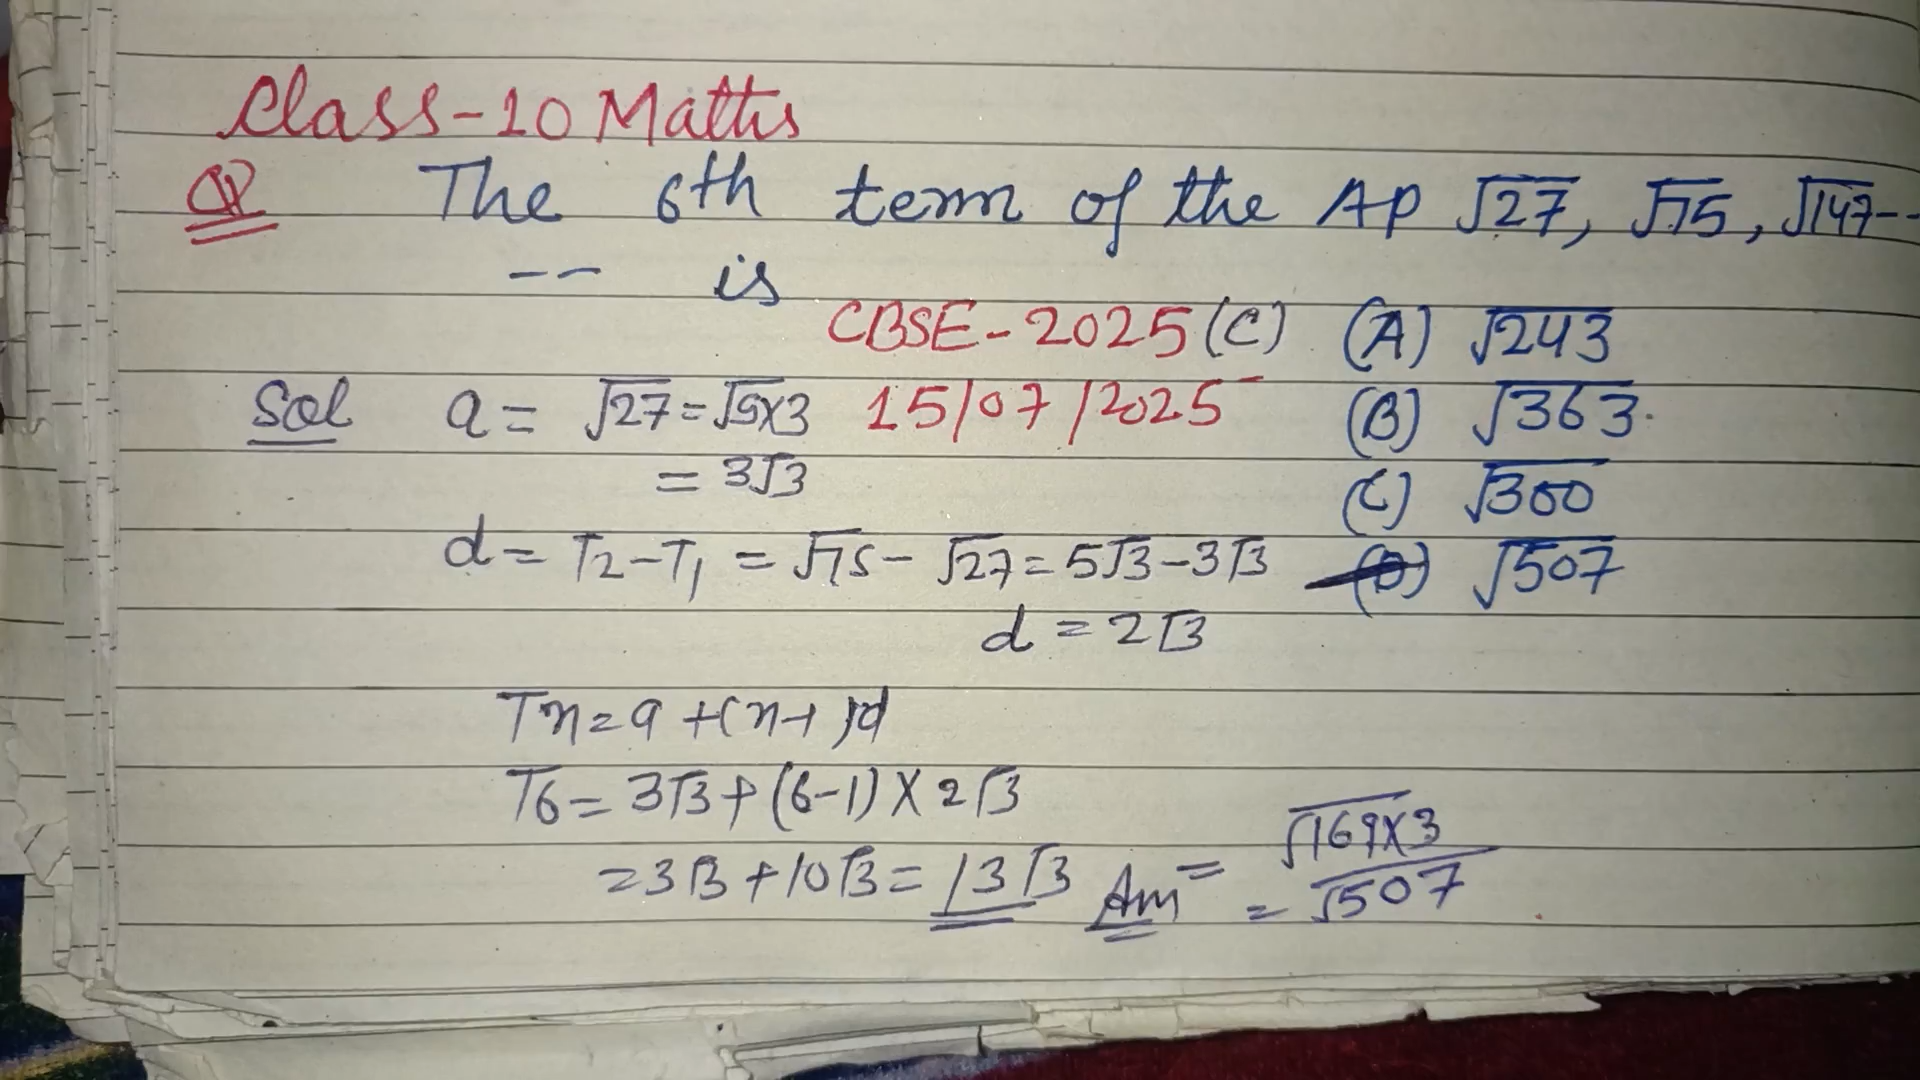 Class-10 Maths
Q) The 6th term of the AP √27, √75, √147--
-- is
CBSE-2025 (C) (A) √243
Sol a = √27 = √9×3 15/07/2025 (B) √363.
= 3√3 (C) √300
d = T2-T1 = √75 - √27 = 5√3-3√3 (D) √507
d = 2√3
Tn = a + (n-1)d
T6 = 3√3 + (6-1) × 2√3
= 3√3 + 10√3 = 13√3 Ans = √169×3
= √507